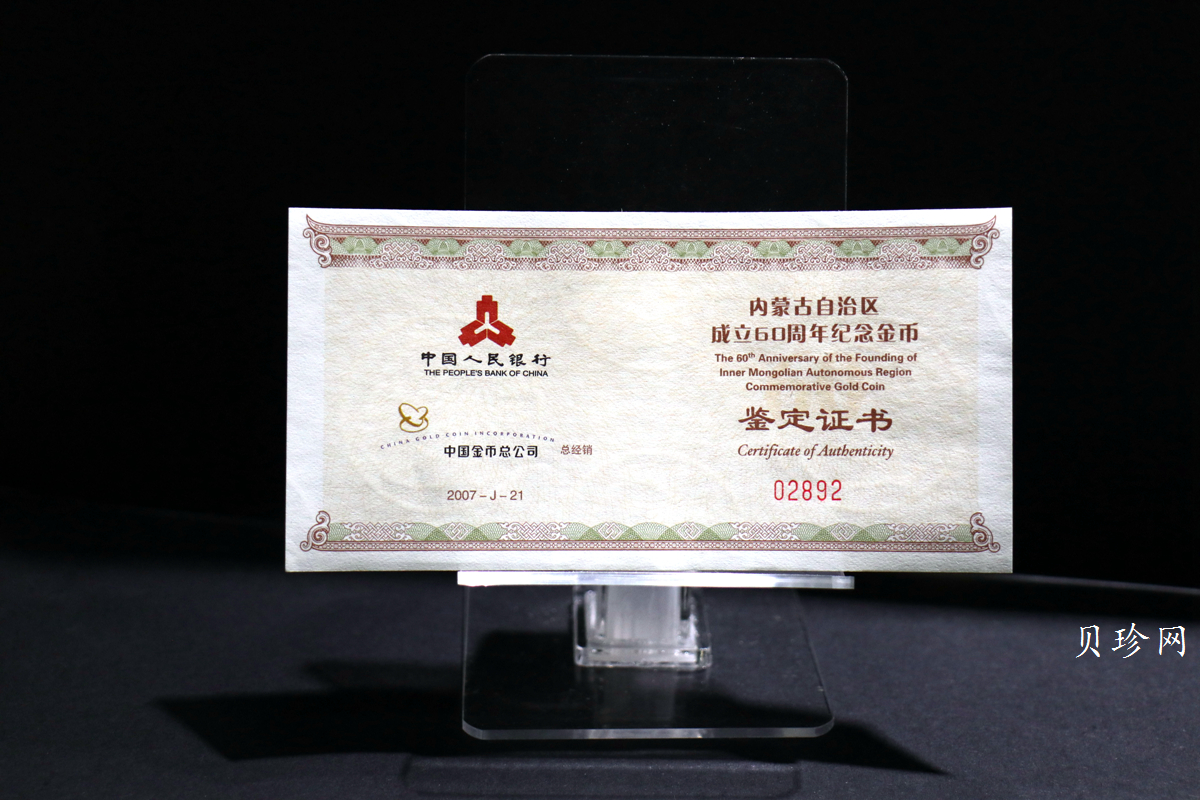 中国人民银行
THE PEOPLE'S BANK OF CHINA
CHINA GOLD COIN INCORPORATION
中国金币总公司 总经销
2007-J-21
内蒙古自治区
成立60周年纪念金币
The 60th Anniversary of the Founding of
Inner Mongolian Autonomous Region
Commemorative Gold Coin
鉴定证书
Certificate of Authenticity
02892
贝珍网